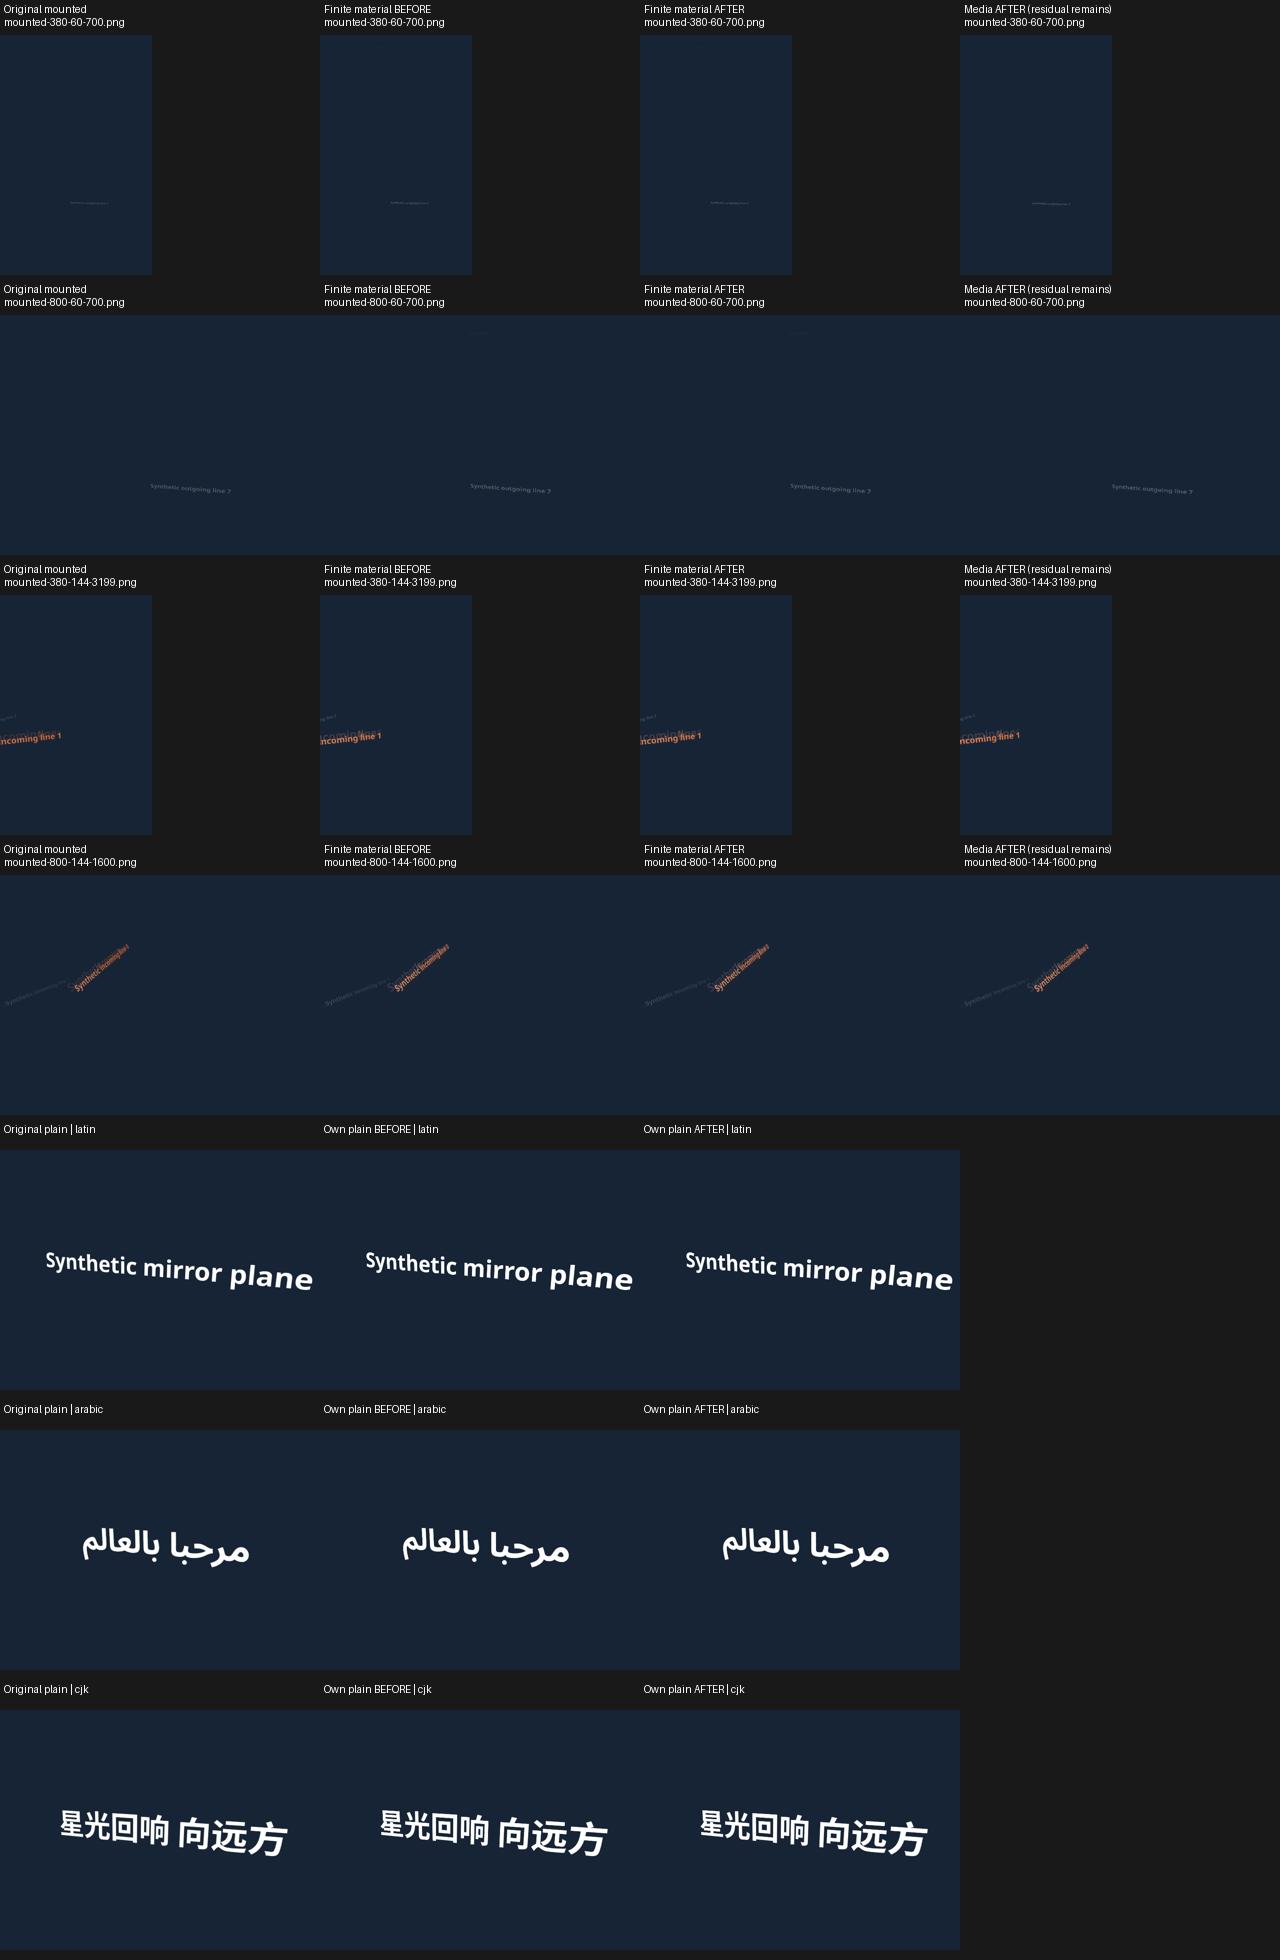 Original mounted
mounted-380-60-700.png
Finite material BEFORE
mounted-380-60-700.png
Finite material AFTER
mounted-380-60-700.png
Media AFTER (residual remains)
mounted-380-60-700.png
Original mounted
mounted-800-60-700.png
Finite material BEFORE
mounted-800-60-700.png
Finite material AFTER
mounted-800-60-700.png
Media AFTER (residual remains)
mounted-800-60-700.png
Synthetic outgoing line 7
Synthetic outgoing line 7
Synthetic outgoing line 7
Synthetic outgoing line 7
Original mounted
mounted-380-144-3199.png
Finite material BEFORE
mounted-380-144-3199.png
Finite material AFTER
mounted-380-144-3199.png
Media AFTER (residual remains)
mounted-380-144-3199.png
incoming line 1
incoming line 1
incoming line 1
incoming line 1
Original mounted
mounted-800-144-1600.png
Finite material BEFORE
mounted-800-144-1600.png
Finite material AFTER
mounted-800-144-1600.png
Media AFTER (residual remains)
mounted-800-144-1600.png
Synthetic incoming line
Synthetic incoming line
Synthetic incoming line
Synthetic incoming line
Original plain | latin
Own plain BEFORE | latin
Own plain AFTER | latin
Synthetic mirror plane
Synthetic mirror plane
Synthetic mirror plane
Original plain | arabic
Own plain BEFORE | arabic
Own plain AFTER | arabic
مرحبا بالعالم
مرحبا بالعالم
مرحبا بالعالم
Original plain | cjk
Own plain BEFORE | cjk
Own plain AFTER | cjk
星光回响 向远方
星光回响 向远方
星光回响 向远方